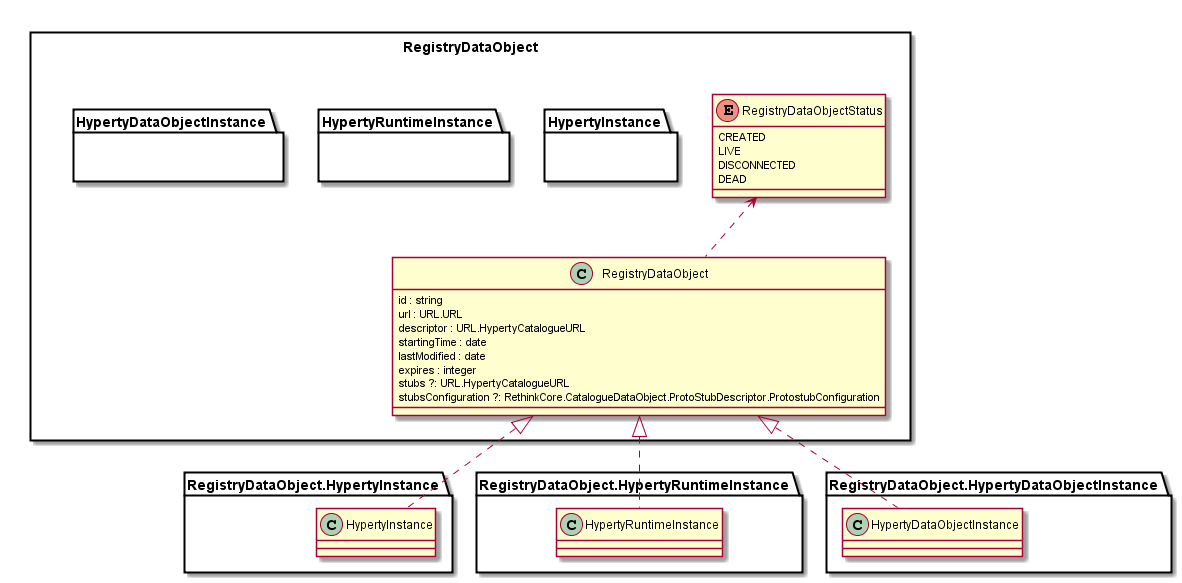 RegistryDataObject
HypertyDataObjectInstance
HypertyRuntimeInstance
HypertyInstance
E RegistryDataObjectStatus
CREATED
LIVE
DISCONNECTED
DEAD
C RegistryDataObject
id : string
url : URL.URL
descriptor : URL.HypertyCatalogueURL
startingTime : date
lastModified : date
expires : integer
stubs ?: URL.HypertyCatalogueURL
stubsConfiguration ?: RethinkCore.CatalogueDataObject.ProtoStubDescriptor.ProtostubConfiguration
RegistryDataObject.HypertyInstance
C HypertyInstance
RegistryDataObject.HypertyRuntimeInstance
C HypertyRuntimeInstance
RegistryDataObject.HypertyDataObjectInstance
C HypertyDataObjectInstance